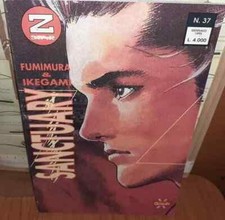 Z
N. 37
L. 4.000
FUMIMURA
&
IKEGAMI
SANCTUARY